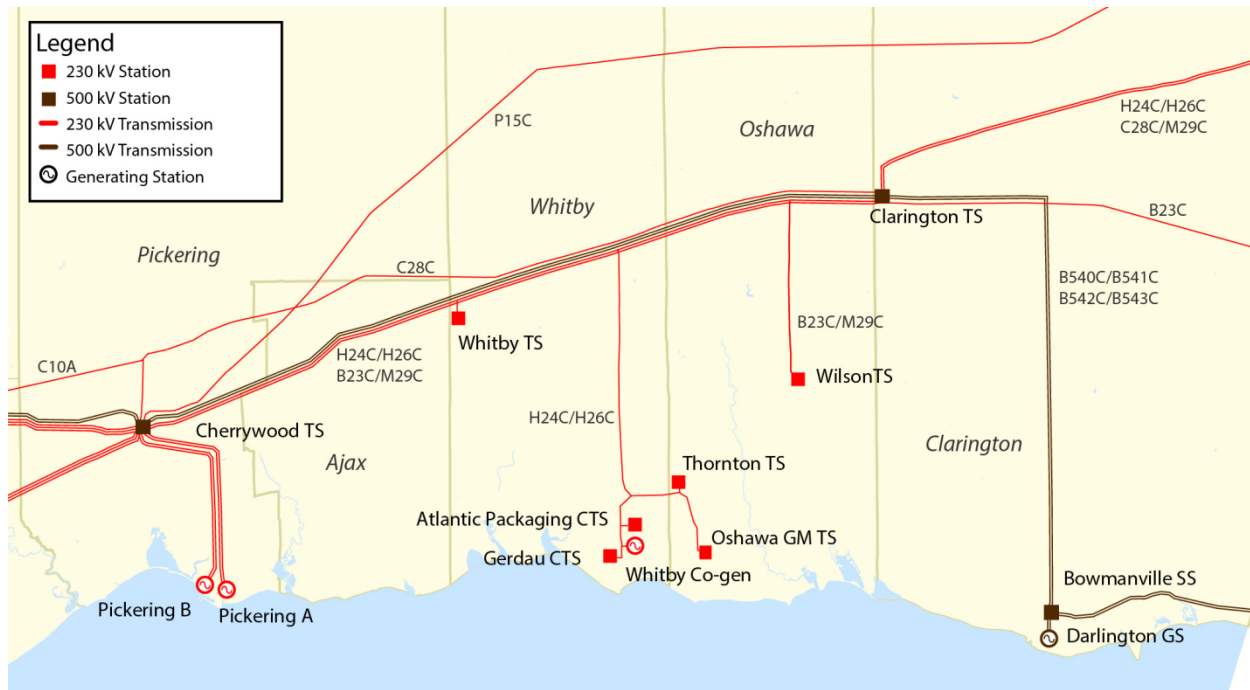 Legend
230 kV Station
500 kV Station
230 kV Transmission
500 kV Transmission
Generating Station
P15C
Oshawa
H24C/H26C
C28C/M29C
Whitby
Clarington TS
B23C
Pickering
C28C
B540C/B541C
B542C/B543C
Whitby TS
B23C/M29C
H24C/H26C
B23C/M29C
C10A
WilsonTS
H24C/H26C
Cherrywood TS
Ajax
Clarington
Thornton TS
Atlantic Packaging CTS
Oshawa GM TS
Gerdau CTS
Whitby Co-gen
Bowmanville SS
Pickering B
Pickering A
Darlington GS